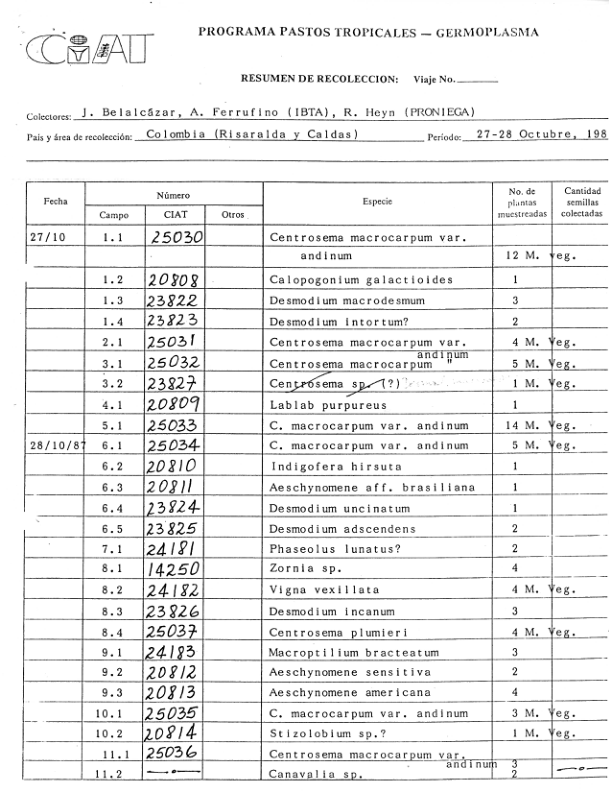 CIAT
PROGRAMA PASTOS TROPICALES — GERMOPLASMA
RESUMEN DE RECOLECCION: Viaje No.
Colectores: J. Belalcázar, A. Ferrufino (IBTA), R. Heyn (PRONIEGA)
País y área de recolección: Colombia (Risaralda y Caldas) Período: 27-28 Octubre, 198
Fecha Número Especie No. de plantas muestreadas Cantidad semillas colectadas
Campo CIAT Otros
27/10 1.1 25030 Centrosema macrocarpum var.
andinum 12 M. veg.
1.2 20808 Calopogonium galactioides 1
1.3 23822 Desmodium macrodesmum 3
1.4 23823 Desmodium intortum? 2
2.1 25031 Centrosema macrocarpum var. 4 M. Veg.
andinum
3.1 25032 Centrosema macrocarpum " 5 M. Veg.
3.2 23827 Centrosema sp. (?) 1 M. Veg.
4.1 20809 Lablab purpureus 1
5.1 25033 C. macrocarpum var. andinum 14 M. Veg.
28/10/87 6.1 25034 C. macrocarpum var. andinum 5 M. Veg.
6.2 20810 Indigofera hirsuta 1
6.3 20811 Aeschynomene aff. brasiliana 1
6.4 23824 Desmodium uncinatum 1
6.5 23825 Desmodium adscendens 2
7.1 24181 Phaseolus lunatus? 2
8.1 14250 Zornia sp. 4
8.2 24182 Vigna vexillata 4 M. Veg.
8.3 23826 Desmodium incanum 3
8.4 25037 Centrosema plumieri 4 M. Veg.
9.1 24183 Macroptilium bracteatum 3
9.2 20812 Aeschynomene sensitiva 2
9.3 20813 Aeschynomene americana 4
10.1 25035 C. macrocarpum var. andinum 3 M. Veg.
10.2 20814 Stizolobium sp.? 1 M. Veg.
11.1 25036 Centrosema macrocarpum var.
andinum 3
11.2 Canavalia sp. 2